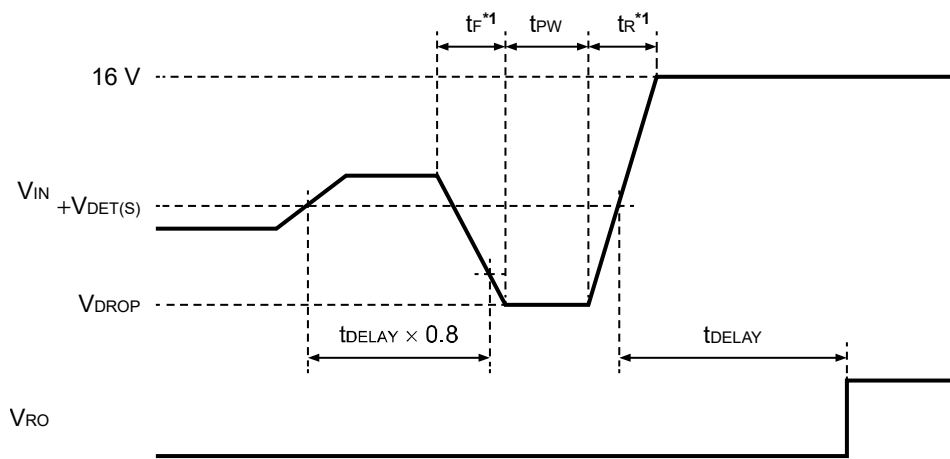 tF*1 tPW tR*1
16 V
VIN
+VDET(S)
VDROP
tDELAY × 0.8
tDELAY
VRO